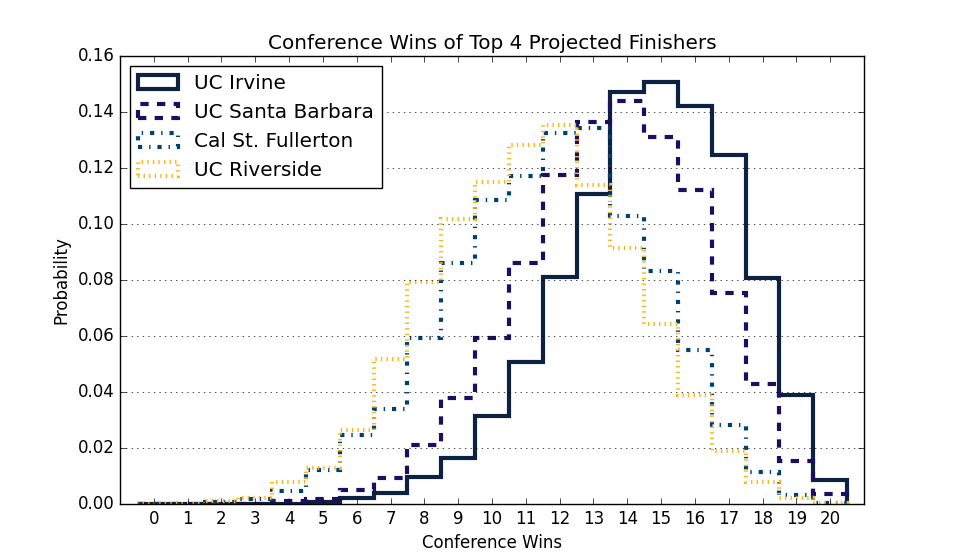 Conference Wins of Top 4 Projected Finishers
0.16
0.14
0.12
0.10
0.08
0.06
0.04
0.02
0.00
Probability
UC Irvine
UC Santa Barbara
Cal St. Fullerton
UC Riverside
0 1 2 3 4 5 6 7 8 9 10 11 12 13 14 15 16 17 18 19 20
Conference Wins